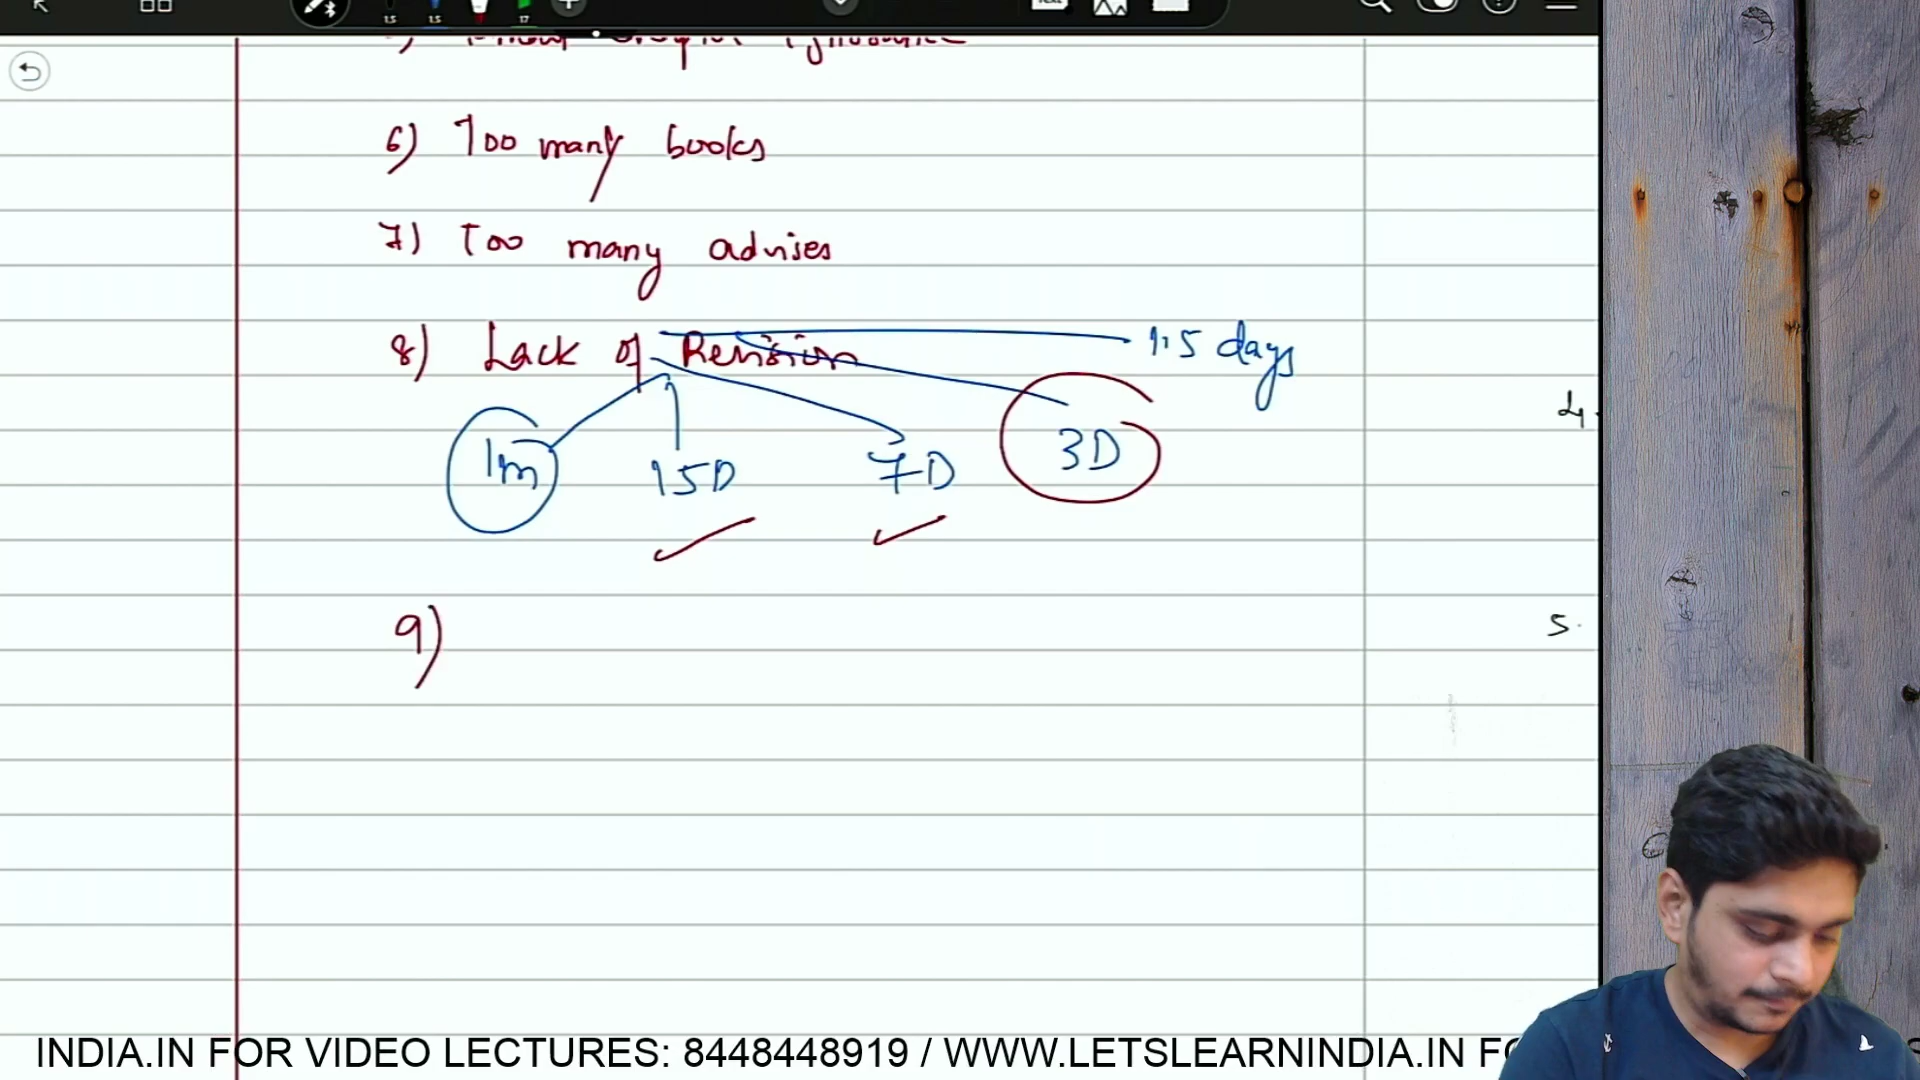 6) Too many books
7) Too many advises
8) Lack of Revision
1.5 days
1m 15D 7D 3D
4.
9)
5.
INDIA.IN FOR VIDEO LECTURES: 8448448919 / WWW.LETSLEARNINDIA.IN